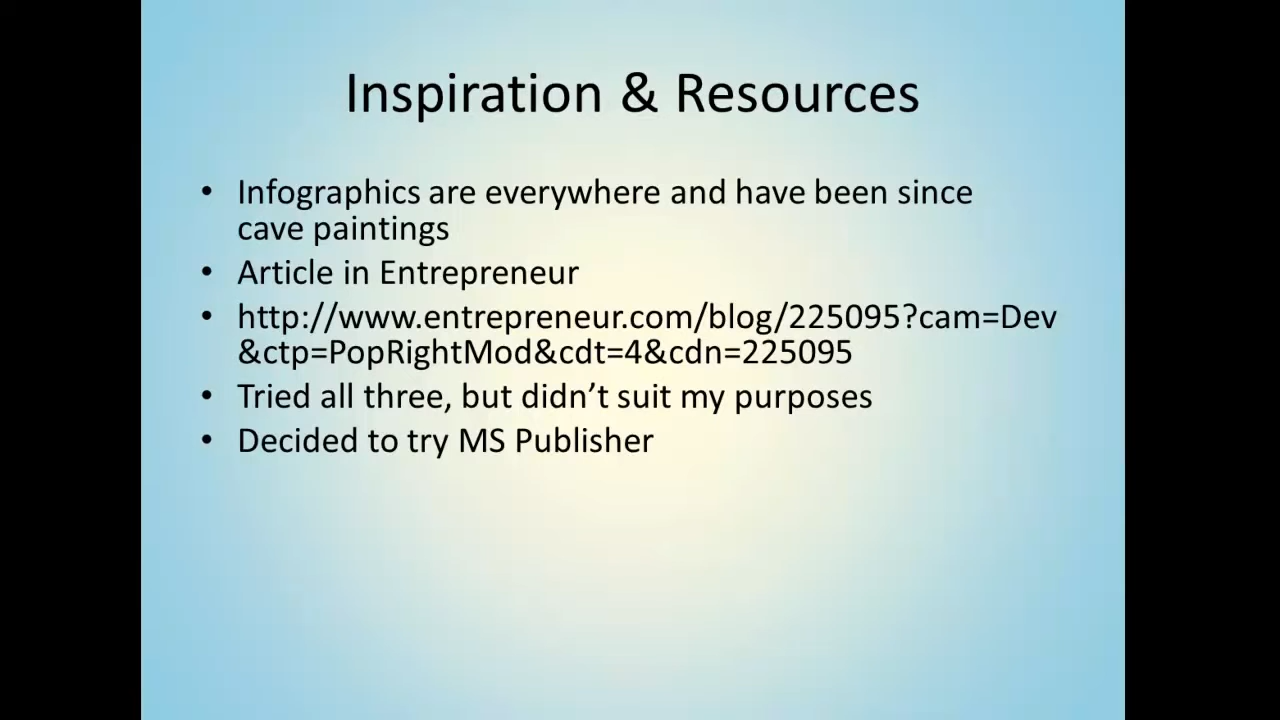 Inspiration & Resources
• Infographics are everywhere and have been since
cave paintings
• Article in Entrepreneur
• http://www.entrepreneur.com/blog/225095?cam=Dev
&ctp=PopRightMod&cdt=4&cdn=225095
• Tried all three, but didn’t suit my purposes
• Decided to try MS Publisher